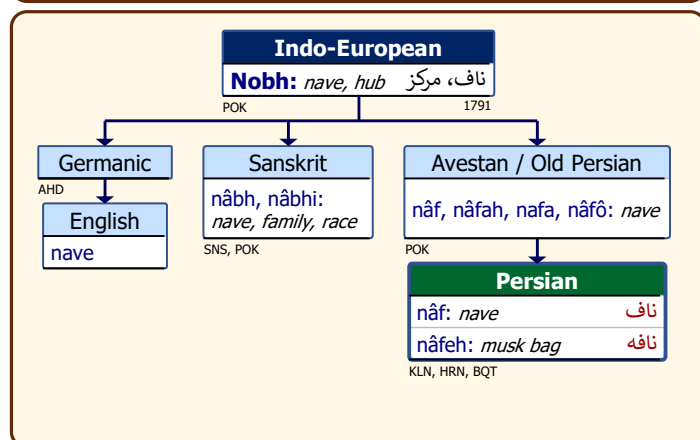 Indo-European
Nobh: nave, hub ناف، مرکز
POK 1791
Germanic
AHD
English
nave
Sanskrit
nâbh, nâbhi:
nave, family, race
SNS, POK
Avestan / Old Persian
nâf, nâfah, nafa, nâfô: nave
POK
Persian
nâf: nave ناف
nâfeh: musk bag نافه
KLN, HRN, BQT